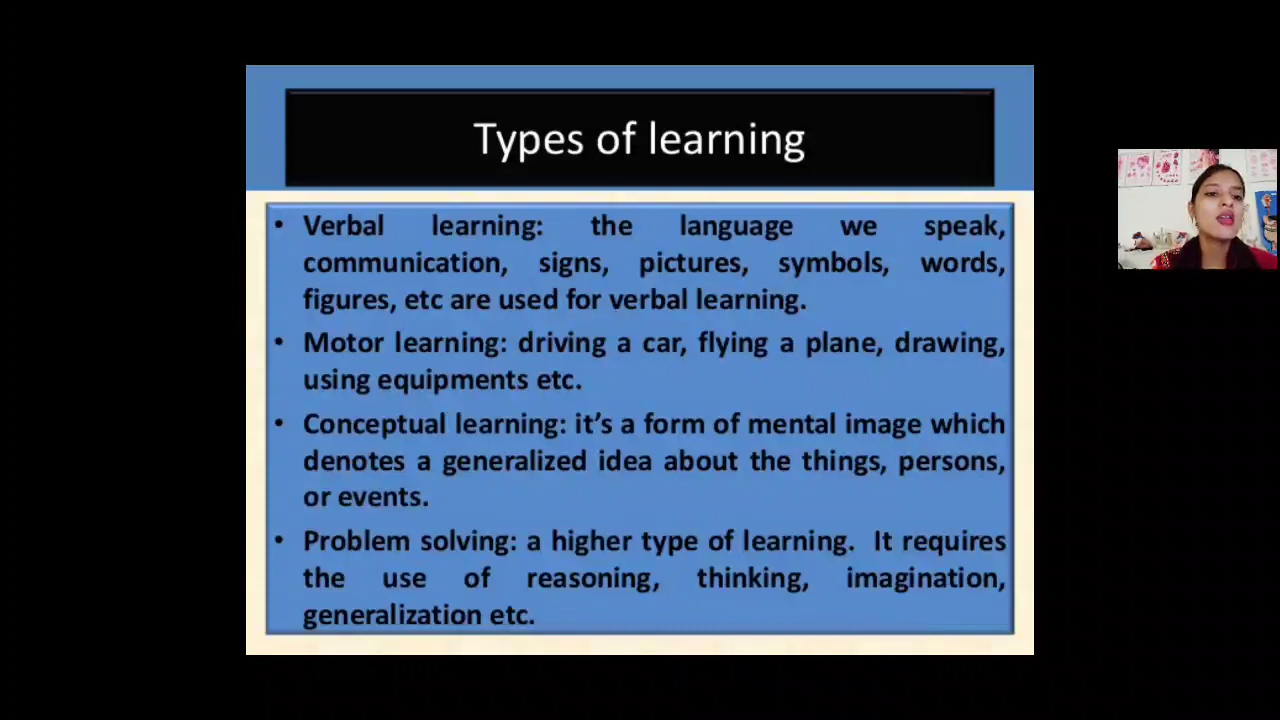 Types of learning
• Verbal learning: the language we speak,
communication, signs, pictures, symbols, words,
figures, etc are used for verbal learning.
• Motor learning: driving a car, flying a plane, drawing,
using equipments etc.
• Conceptual learning: it’s a form of mental image which
denotes a generalized idea about the things, persons,
or events.
• Problem solving: a higher type of learning. It requires
the use of reasoning, thinking, imagination,
generalization etc.